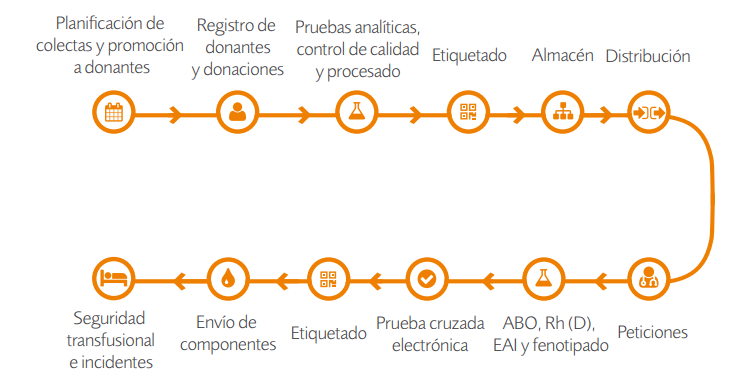 Planificación de
colectas y promoción
a donantes
Registro de
donantes
y donaciones
Pruebas analíticas,
control de calidad
y procesado
Etiquetado
Almacén
Distribución
Seguridad
transfusional
e incidentes
Envío de
componentes
Etiquetado
Prueba cruzada
electrónica
ABO, Rh (D),
EAI y fenotipado
Peticiones